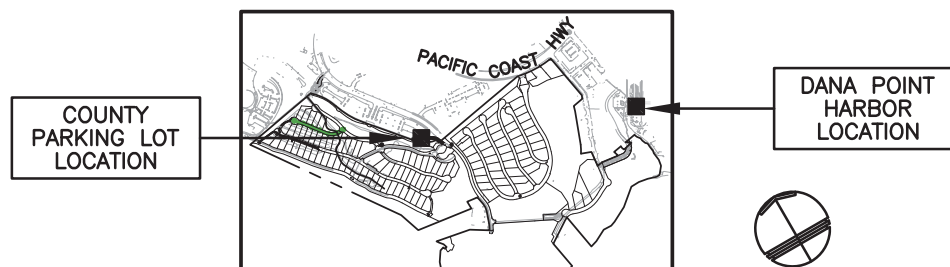 COUNTY
PARKING LOT
LOCATION
PACIFIC COAST HWY
DANA POINT
HARBOR
LOCATION